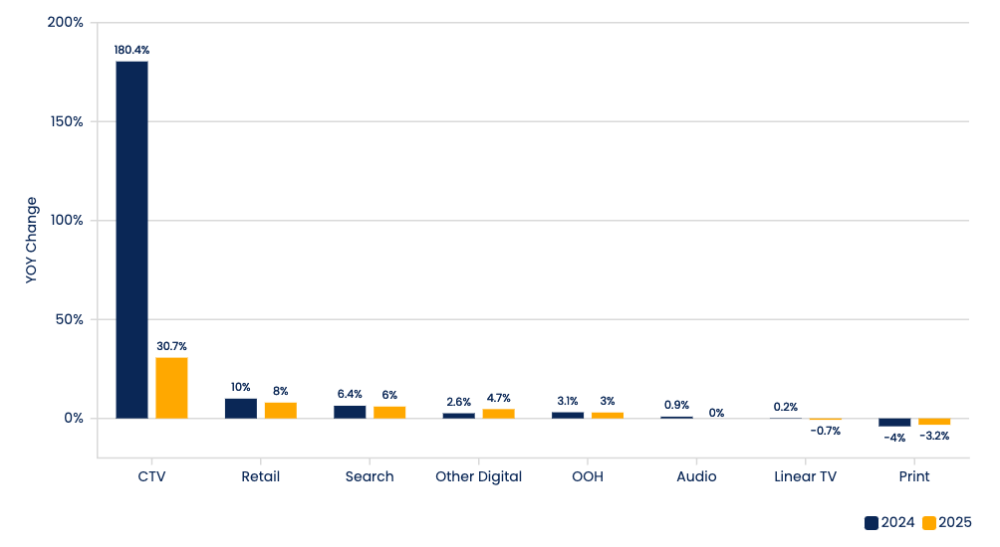 200%
180.4%
150%
100%
YOY Change
50%
30.7%
10%
8%
6.4%
6%
2.6%
4.7%
3.1%
3%
0.9%
0%
0.2%
-0.7%
-4%
-3.2%
0%
CTV
Retail
Search
Other Digital
OOH
Audio
Linear TV
Print
2024
2025